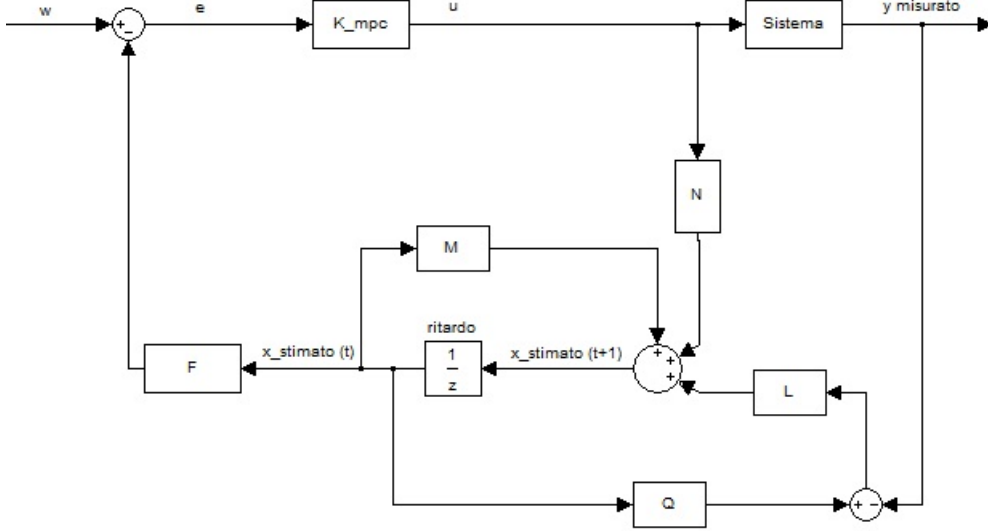 w
e
K_mpc
u
Sistema
y misurato
+
−
N
M
ritardo
x_stimato (t)
x_stimato (t+1)
F
1
z
+
+
+
L
Q
+
−